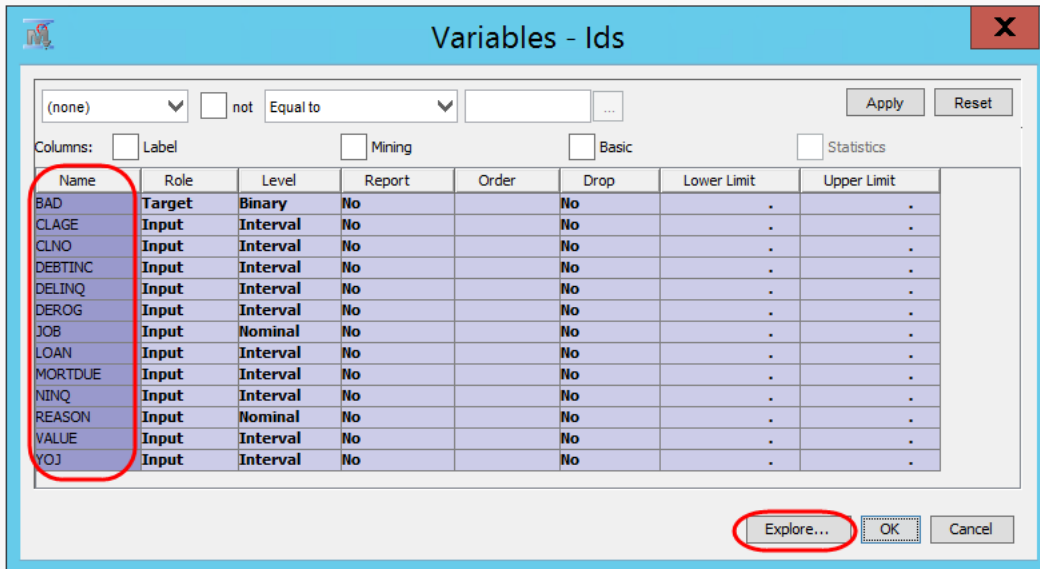 Variables - Ids
X
(none) not Equal to ... Apply Reset
Columns: Label Mining Basic Statistics
Name Role Level Report Order Drop Lower Limit Upper Limit
BAD Target Binary No No . .
CLAGE Input Interval No No . .
CLNO Input Interval No No . .
DEBTINC Input Interval No No . .
DELINQ Input Interval No No . .
DEROG Input Interval No No . .
JOB Input Nominal No No . .
LOAN Input Interval No No . .
MORTDUE Input Interval No No . .
NINQ Input Interval No No . .
REASON Input Nominal No No . .
VALUE Input Interval No No . .
YOJ Input Interval No No . .
Explore... OK Cancel